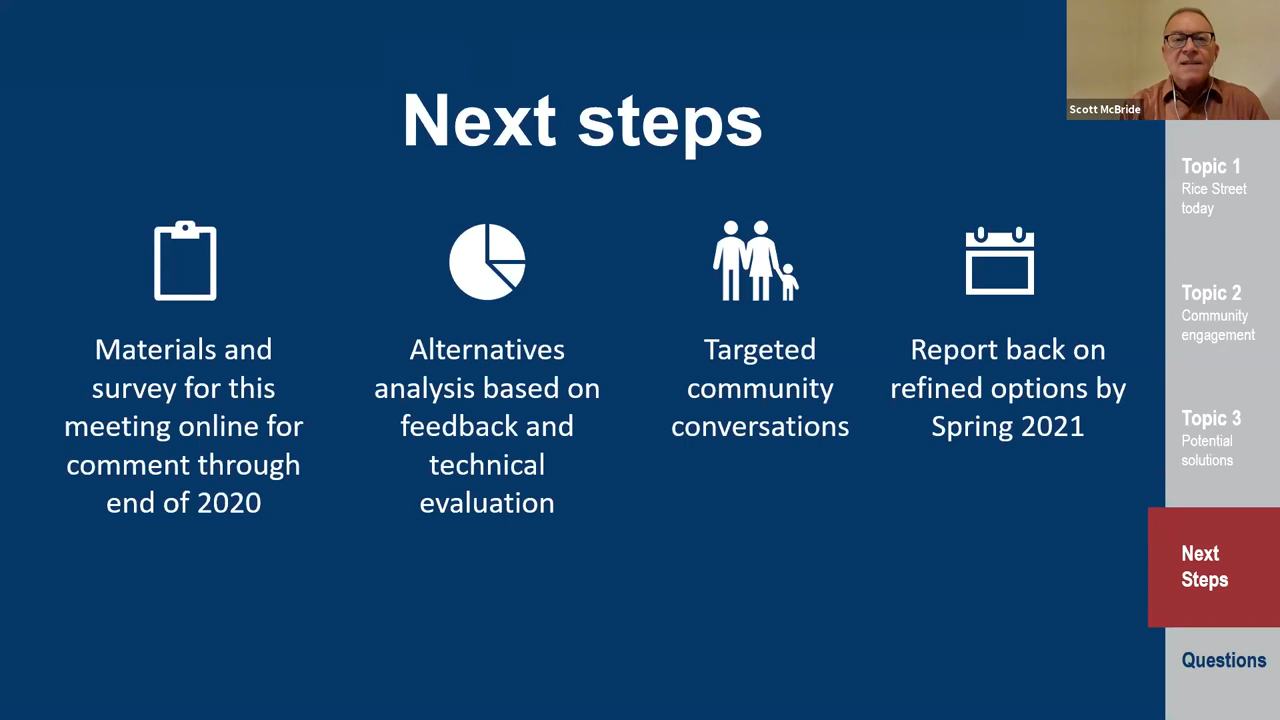 Next steps
Materials and
survey for this
meeting online for
comment through
end of 2020
Alternatives
analysis based on
feedback and
technical
evaluation
Targeted
community
conversations
Report back on
refined options by
Spring 2021
Scott McBride
Topic 1
Rice Street
today
Topic 2
Community
engagement
Topic 3
Potential
solutions
Next
Steps
Questions